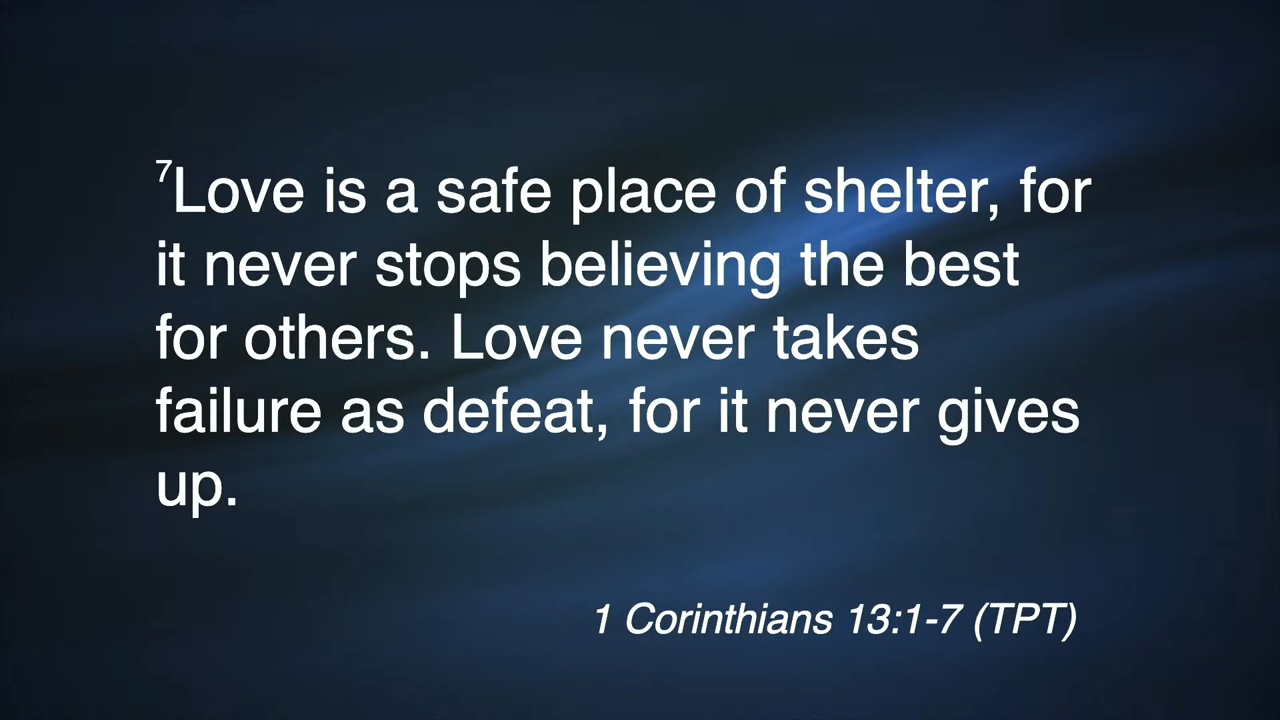 ⁷Love is a safe place of shelter, for
it never stops believing the best
for others. Love never takes
failure as defeat, for it never gives
up.
1 Corinthians 13:1-7 (TPT)